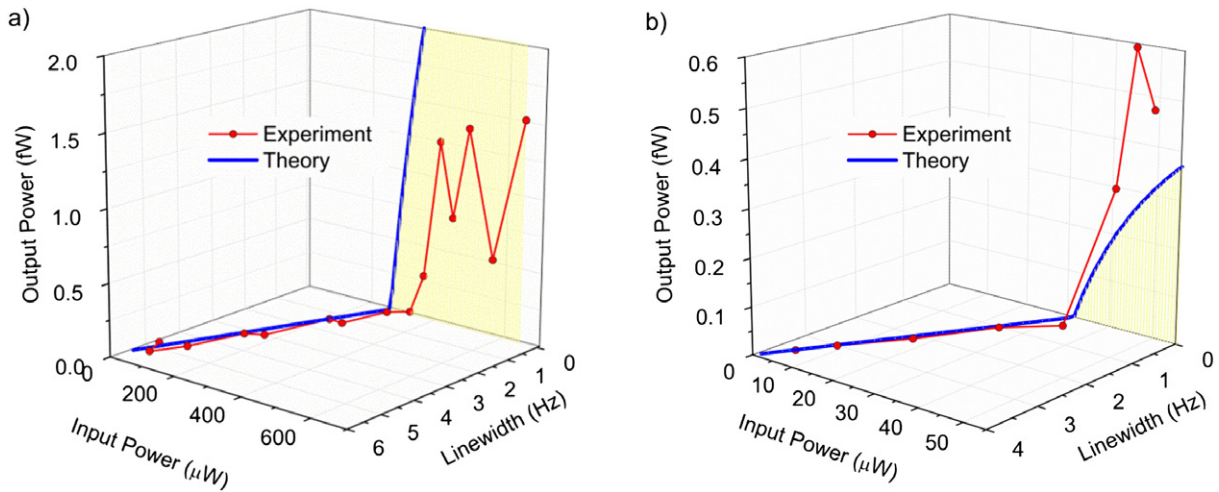 a)
2.0
1.5
1.0
0.5
0.0
Output Power (fW)
Experiment
Theory
0
200
400
600
Input Power (μW)
6
5
4
3
2
1
0
Linewidth (Hz)
b)
0.6
0.5
0.4
0.3
0.2
0.1
Output Power (fW)
Experiment
Theory
0
10
20
30
40
50
Input Power (μW)
4
3
2
1
0
Linewidth (Hz)